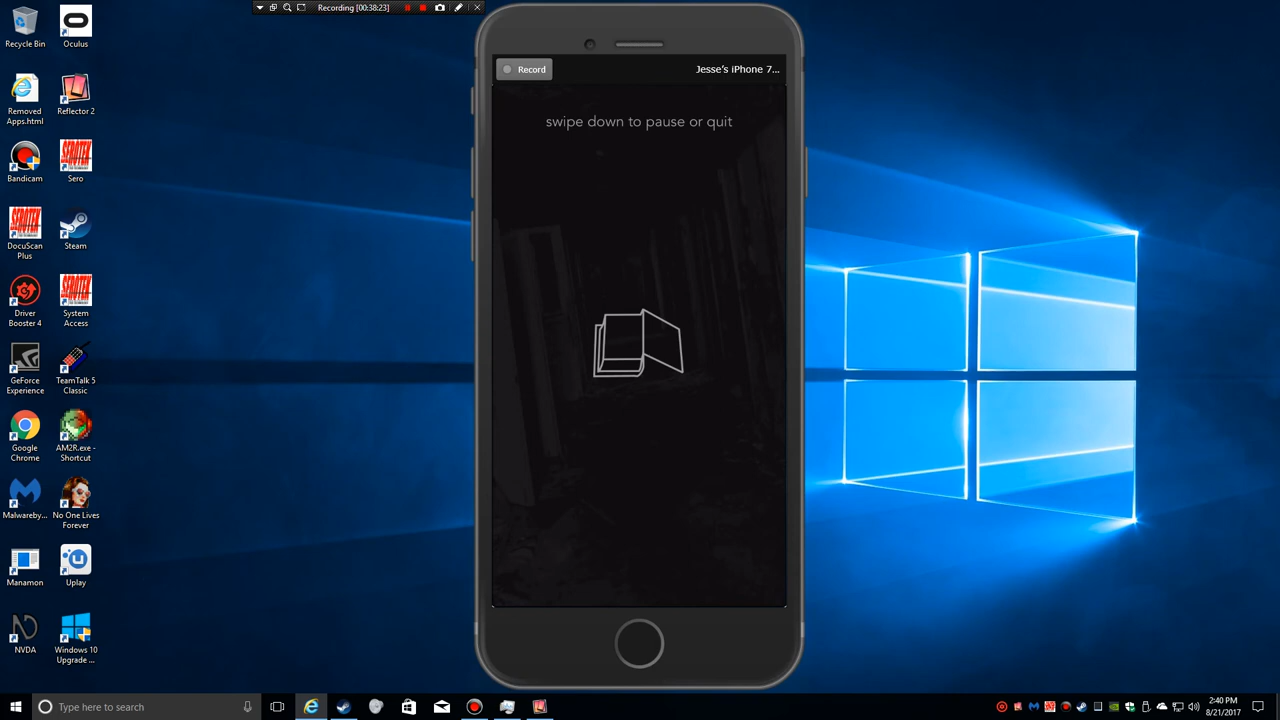 Recording [00:38:23]
Recycle Bin
Oculus
Removed
Apps.html
Reflector 2
Bandicam
SEROTEK
Sero
SEROTEK
DocuScan
Plus
Steam
Driver
Booster 4
SEROTEK
System
Access
GeForce
Experience
TeamTalk 5
Classic
Google
Chrome
AM2R.exe -
Shortcut
Malwareby...
No One Lives
Forever
Manamon
Uplay
NVDA
Windows 10
Upgrade ...
Record
Jesse's iPhone 7...
swipe down to pause or quit
Type here to search
2:40 PM
8/21/2017